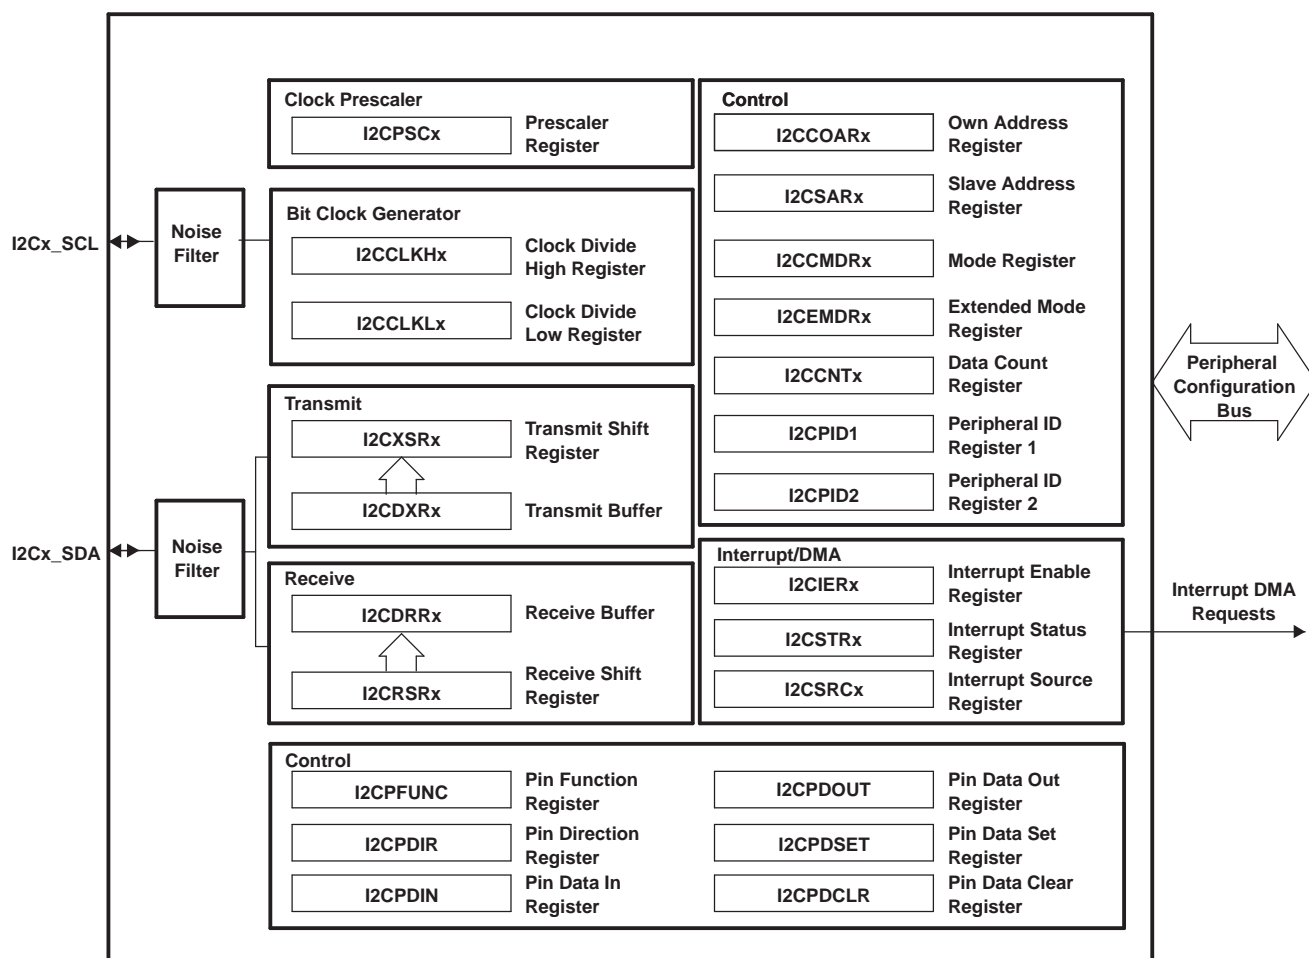 Clock Prescaler
I2CPSCx
Prescaler
Register
Bit Clock Generator
I2CCLKHx
Clock Divide
High Register
I2CCLKLx
Clock Divide
Low Register
I2Cx_SCL
Noise
Filter
Transmit
I2CXSRx
Transmit Shift
Register
I2CDXRx
Transmit Buffer
I2Cx_SDA
Noise
Filter
Receive
I2CDRRx
Receive Buffer
I2CRSRx
Receive Shift
Register
Control
I2CCOARx
Own Address
Register
I2CSARx
Slave Address
Register
I2CCMDRx
Mode Register
I2CEMDRx
Extended Mode
Register
I2CCNTx
Data Count
Register
I2CPID1
Peripheral ID
Register 1
I2CPID2
Peripheral ID
Register 2
Peripheral
Configuration
Bus
Interrupt/DMA
I2CIERx
Interrupt Enable
Register
I2CSTRx
Interrupt Status
Register
I2CSRCx
Interrupt Source
Register
Interrupt DMA
Requests
Control
I2CPFUNC
Pin Function
Register
I2CPDIR
Pin Direction
Register
I2CPDIN
Pin Data In
Register
I2CPDOUT
Pin Data Out
Register
I2CPDSET
Pin Data Set
Register
I2CPDCLR
Pin Data Clear
Register